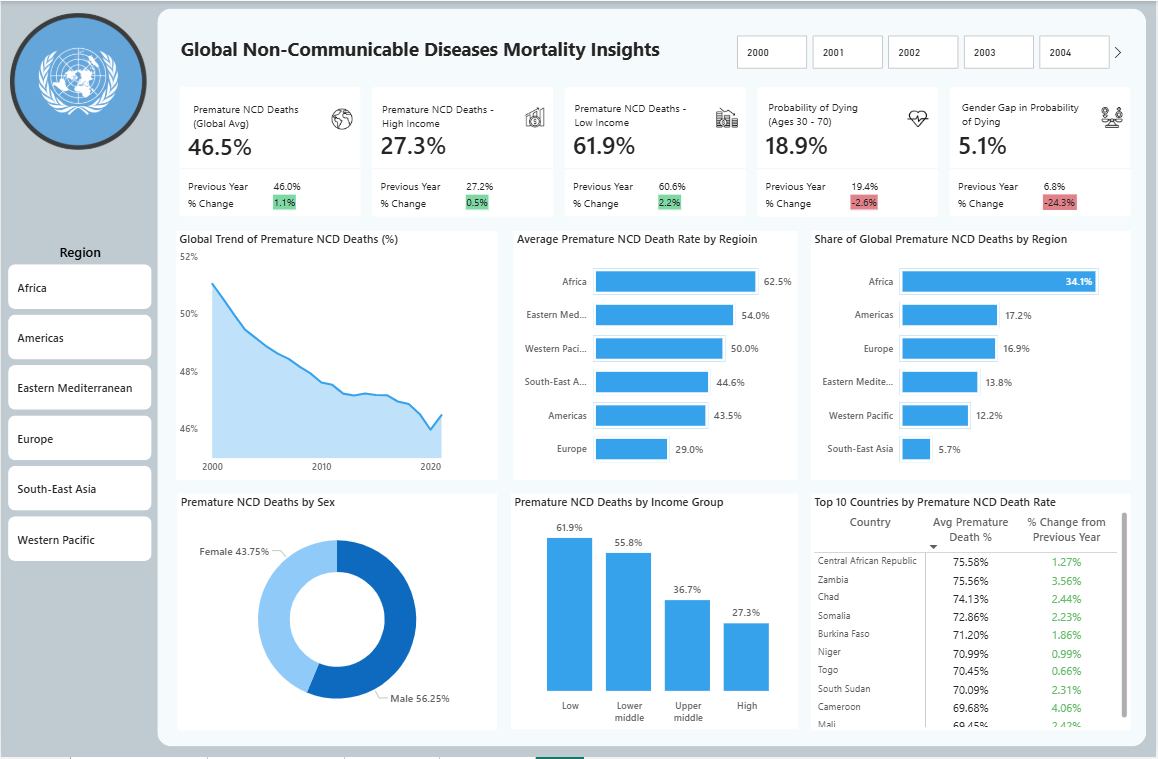 Global Non-Communicable Diseases Mortality Insights
2000
2001
2002
2003
2004
Premature NCD Deaths
(Global Avg)
46.5%
Previous Year 46.0%
% Change 1.1%
Premature NCD Deaths -
High Income
27.3%
Previous Year 27.2%
% Change 0.5%
Premature NCD Deaths -
Low Income
61.9%
Previous Year 60.6%
% Change 2.2%
Probability of Dying
(Ages 30 - 70)
18.9%
Previous Year 19.4%
% Change -2.6%
Gender Gap in Probability
of Dying
5.1%
Previous Year 6.8%
% Change -24.3%
Region
Africa
Americas
Eastern Mediterranean
Europe
South-East Asia
Western Pacific
Global Trend of Premature NCD Deaths (%)
52%
50%
48%
46%
2000 2010 2020
Average Premature NCD Death Rate by Regioin
Africa 62.5%
Eastern Med... 54.0%
Western Paci... 50.0%
South-East A... 44.6%
Americas 43.5%
Europe 29.0%
Share of Global Premature NCD Deaths by Region
Africa 34.1%
Americas 17.2%
Europe 16.9%
Eastern Medite... 13.8%
Western Pacific 12.2%
South-East Asia 5.7%
Premature NCD Deaths by Sex
Female 43.75%
Male 56.25%
Premature NCD Deaths by Income Group
61.9%
55.8%
36.7%
27.3%
Low
Lower
middle
Upper
middle
High
Top 10 Countries by Premature NCD Death Rate
Country Avg Premature % Change from
Death % Previous Year
Central African Republic 75.58% 1.27%
Zambia 75.56% 3.56%
Chad 74.13% 2.44%
Somalia 72.86% 2.23%
Burkina Faso 71.20% 1.86%
Niger 70.99% 0.99%
Togo 70.45% 0.66%
South Sudan 70.09% 2.31%
Cameroon 69.68% 4.06%
Mali 69.45% 2.42%